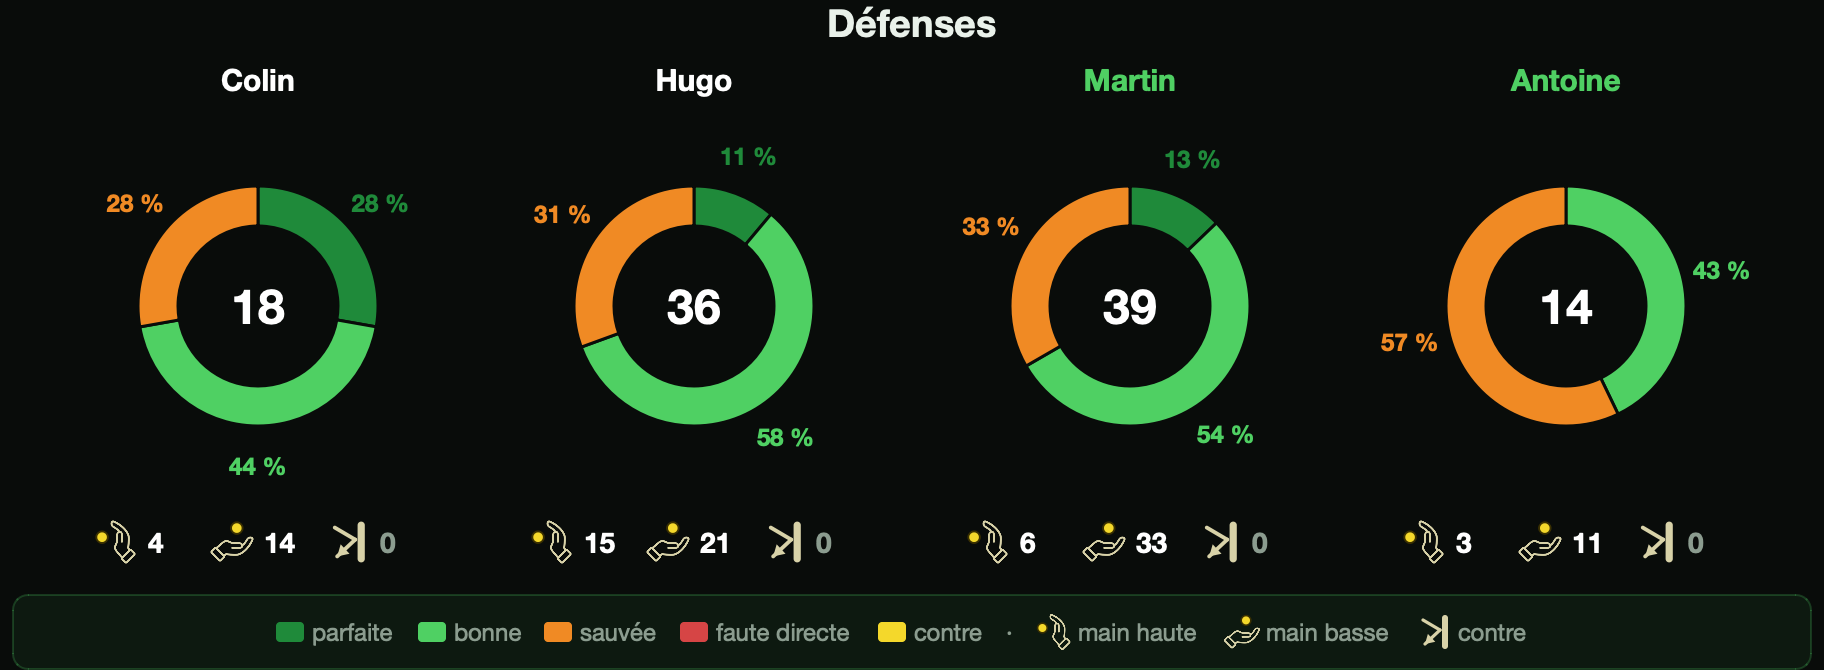 Défenses
Colin Hugo Martin Antoine
11 % 13 %
28 % 28 % 31 % 33 % 43 %
18 36 39 14
57 %
44 % 58 % 54 %
4 14 0 15 21 0 6 33 0 3 11 0
parfaite bonne sauvée faute directe contre · main haute main basse contre